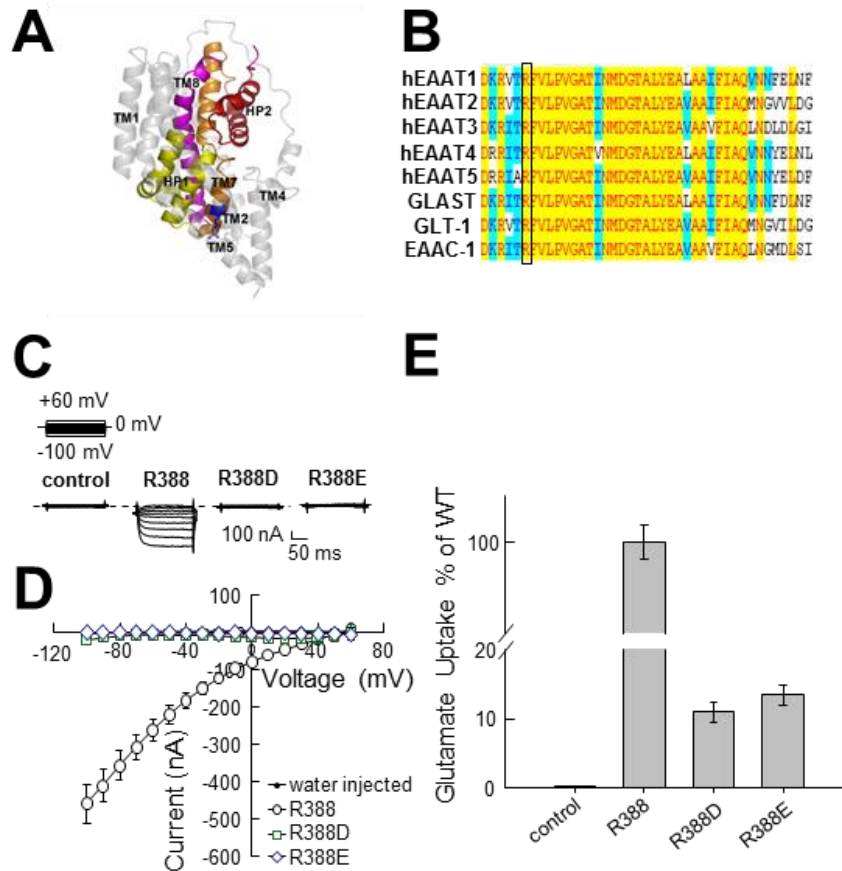 A
TM8
HP2
TM1
HP1
TM7
TM4
TM2
TM5
B
hEAAT1 DKRVTRFVLPVGATINMDGTALYEALAAIFIAQVNNFELNF
hEAAT2 DKRVTRFVLPVGATINMDGTALYEAVAAIFIAQMNGVVLDG
hEAAT3 DKRITRFVLPVGATINMDGTALYEAVAAVFIAQLNDLDLGI
hEAAT4 DRRITRFVLPVGATVNMDGTALYEALAAIFIAQVNNYELNL
hEAAT5 DRRIARFVLPVGATINMDGTALYEAVAAIFIAQVNNYELDF
GLAST DKRITRFVLPVGATINMDGTALYEALAAIFIAQVNNFDLNF
GLT-1 DKRVTRFVLPVGATINMDGTALYEAVAAIFIAQMNGVILDG
EAAC-1 DKRITRFVLPVGATINMDGTALYEAVAAVFIAQLNGMDLSI
C
+60 mV
0 mV
-100 mV
control R388 R388D R388E
100 nA
50 ms
D
100
-120 -80 -40 0 40 80
Voltage (mV)
-100
-200
-300
-400
-500
-600
Current (nA)
water injected
R388
R388D
R388E
E
Glutamate Uptake % of WT
100
20
10
0
control R388 R388D R388E